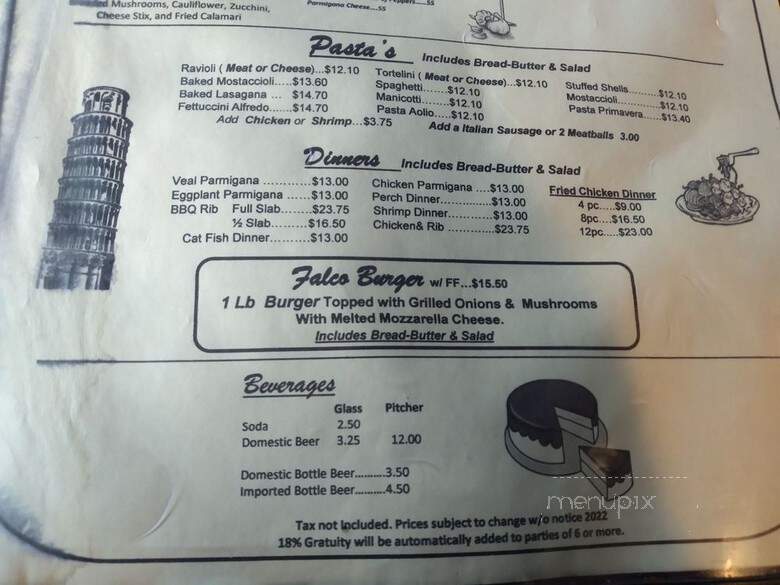 Mushrooms, Cauliflower, Zucchini,
Cheese Stix, and Fried Calamari
Parmigana Cheese....55
Pasta's Includes Bread-Butter & Salad
Ravioli ( Meat or Cheese)...$12.10
Baked Mostaccioli.....$13.60
Baked Lasagana ... $14.70
Fettuccini Alfredo.......$14.70
Add Chicken or Shrimp...$3.75
Tortelini ( Meat or Cheese)...$12.10
Spaghetti.......$12.10
Manicotti........$12.10
Pasta Aolio.....$12.10
Stuffed Shells..........$12.10
Mostaccioli..............$12.10
Pasta Primavera......$13.40
Add a Italian Sausage or 2 Meatballs 3.00
Dinners Includes Bread-Butter & Salad
Veal Parmigana ............$13.00
Eggplant Parmigana ......$13.00
BBQ Rib Full Slab........$23.75
½ Slab.........$16.50
Cat Fish Dinner..........$13.00
Chicken Parmigana ....$13.00
Perch Dinner..............$13.00
Shrimp Dinner...........$13.00
Chicken& Rib ............$23.75
Fried Chicken Dinner
4 pc.....$9.00
8pc....$16.50
12pc....$23.00
Falco Burger w/ FF...$15.50
1 Lb Burger Topped with Grilled Onions & Mushrooms
With Melted Mozzarella Cheese.
Includes Bread-Butter & Salad
Beverages
Glass Pitcher
Soda 2.50
Domestic Beer 3.25 12.00
Domestic Bottle Beer..........3.50
Imported Bottle Beer..........4.50
menupix
Tax not Included. Prices subject to change w/o notice 2022
18% Gratuity will be automatically added to parties of 6 or more.